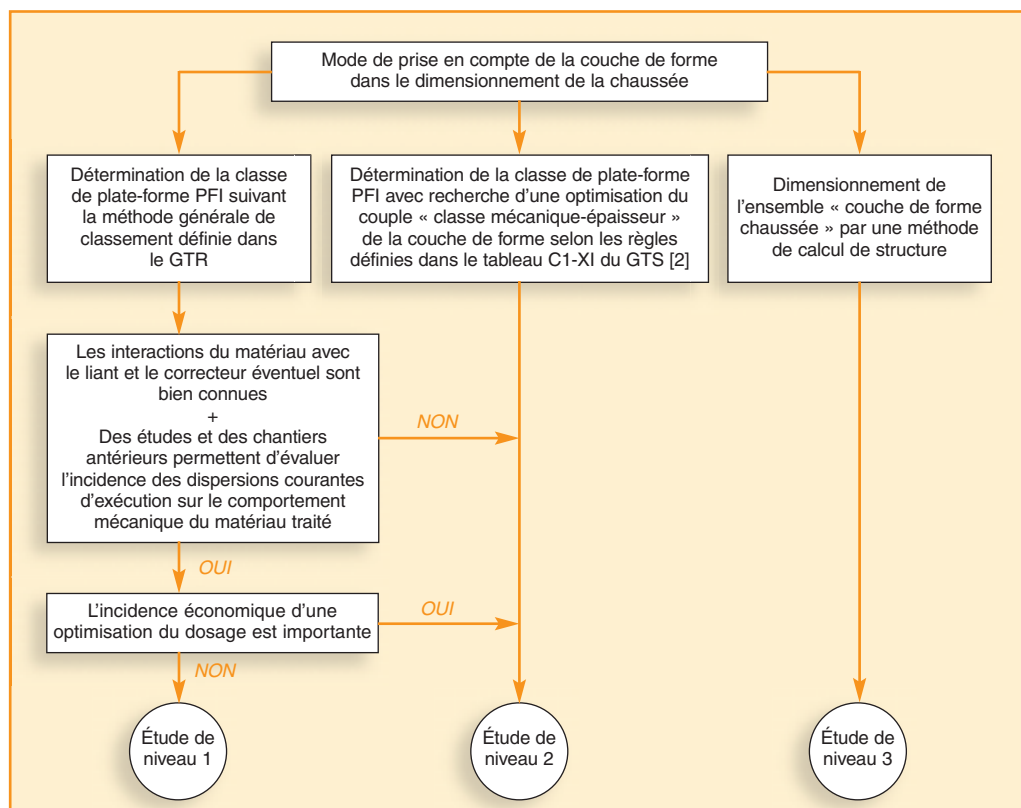 Mode de prise en compte de la couche de forme
dans le dimensionnement de la chaussée
Détermination de la classe
de plate-forme PFI suivant
la méthode générale de
classement définie dans
le GTR
Détermination de la classe de plate-forme
PFI avec recherche d'une optimisation du
couple « classe mécanique-épaisseur »
de la couche de forme selon les règles
définies dans le tableau C1-XI du GTS [2]
Dimensionnement de
l'ensemble « couche de forme
chaussée » par une méthode
de calcul de structure
Les interactions du matériau avec
le liant et le correcteur éventuel sont
bien connues
+
Des études et des chantiers
antérieurs permettent d'évaluer
l'incidence des dispersions courantes
d'exécution sur le comportement
mécanique du matériau traité
NON
OUI
L'incidence économique d'une
optimisation du dosage est importante
OUI
NON
Étude de
niveau 1
Étude de
niveau 2
Étude de
niveau 3